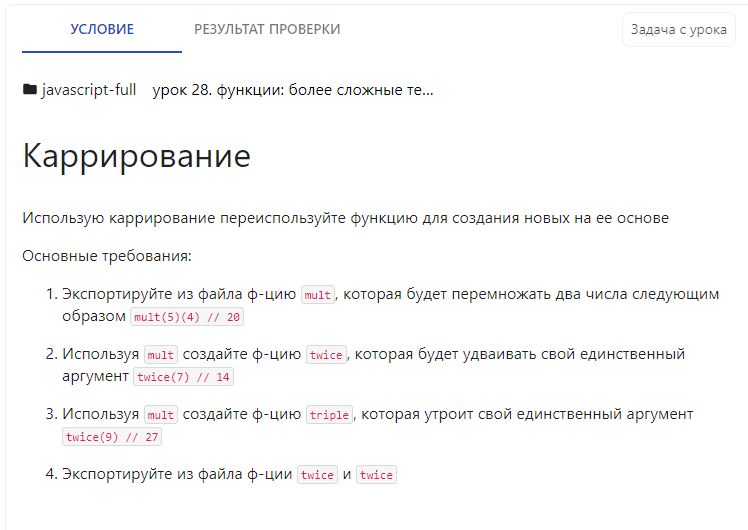 УСЛОВИЕ РЕЗУЛЬТАТ ПРОВЕРКИ Задача с урока
javascript-full урок 28. функции: более сложные те...
Каррирование
Использую каррирование переиспользуйте функцию для создания новых на ее основе
Основные требования:
1. Экспортируйте из файла ф-цию mult, которая будет перемножать два числа следующим
образом mult(5)(4) // 20
2. Используя mult создайте ф-цию twice, которая будет удваивать свой единственный
аргумент twice(7) // 14
3. Используя mult создайте ф-цию triple, которая утроит свой единственный аргумент
twice(9) // 27
4. Экспортируйте из файла ф-ции twice и twice